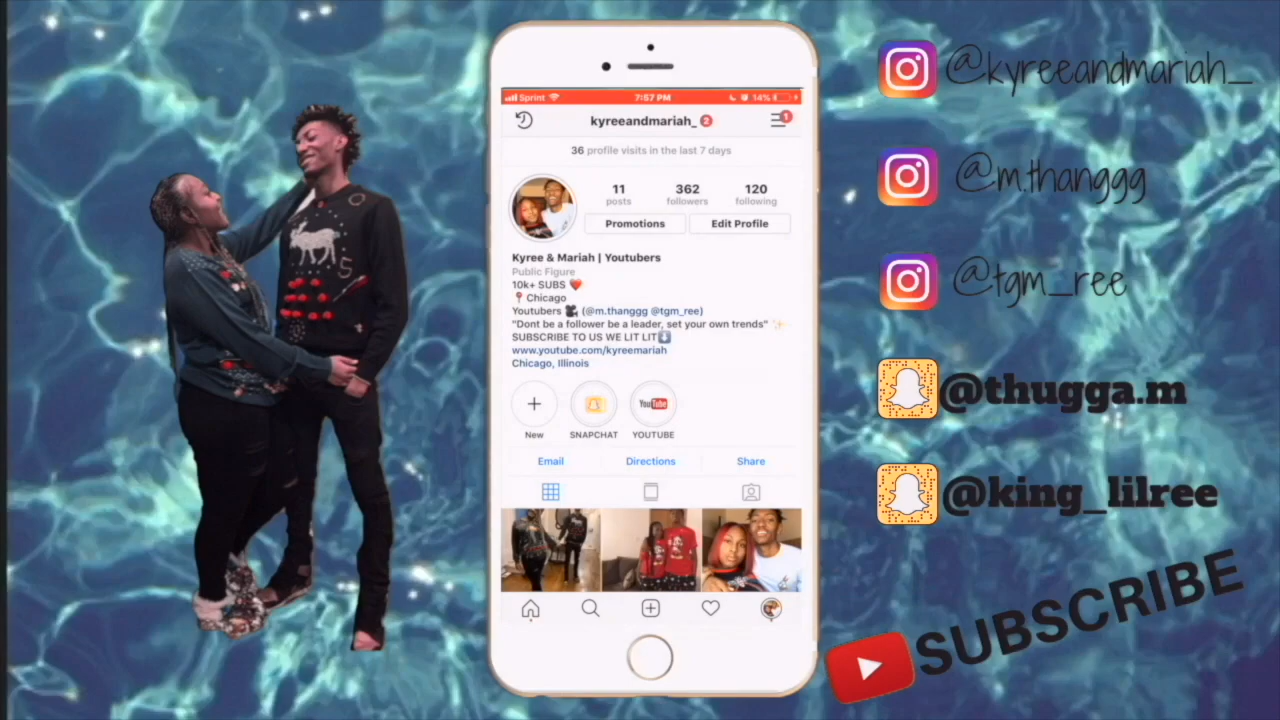 Sprint 7:57 PM 14%
kyreeandmariah_ 2
1
36 profile visits in the last 7 days
11 362 120
posts followers following
Promotions Edit Profile
Kyree & Mariah | Youtubers
Public Figure
10k+ SUBS ❤️
📍Chicago
Youtubers 🎥 (@m.thanggg @tgm_ree)
"Dont be a follower be a leader, set your own trends" ✨
SUBSCRIBE TO US WE LIT LIT⬇️
www.youtube.com/kyreemariah
Chicago, Illinois
YouTube
New SNAPCHAT YOUTUBE
Email Directions Share
@kyreeandmariah_
@m.thanggg
@tgm_ree
@thugga.m
@king_lilree
SUBSCRIBE